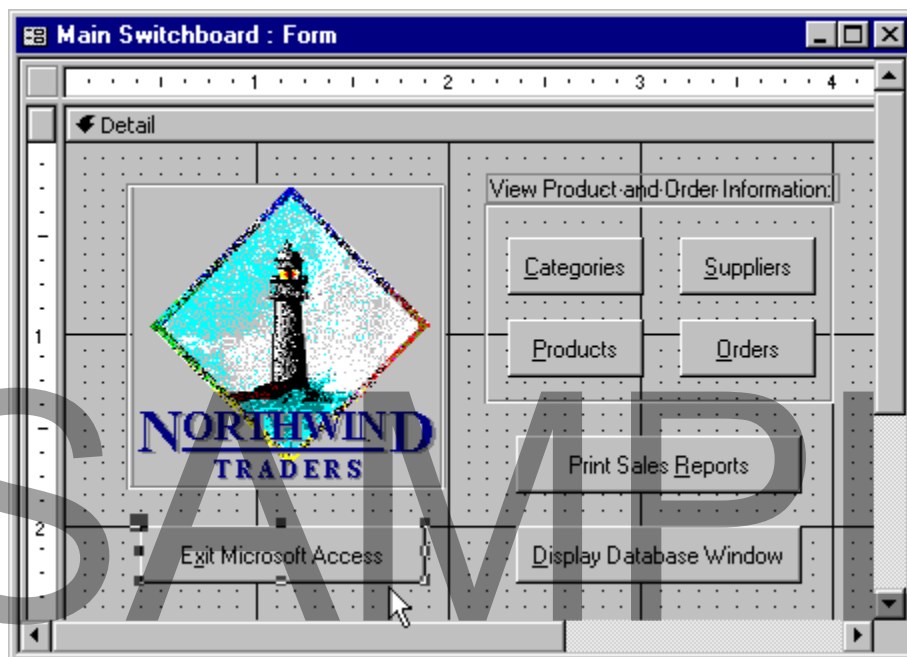 Main Switchboard : Form
1 2 3 4
Detail
View Product and Order Information:
Categories Suppliers
1
Products Orders
NORTHWIND
TRADERS
Print Sales Reports
2
Exit Microsoft Access Display Database Window
SAMPL